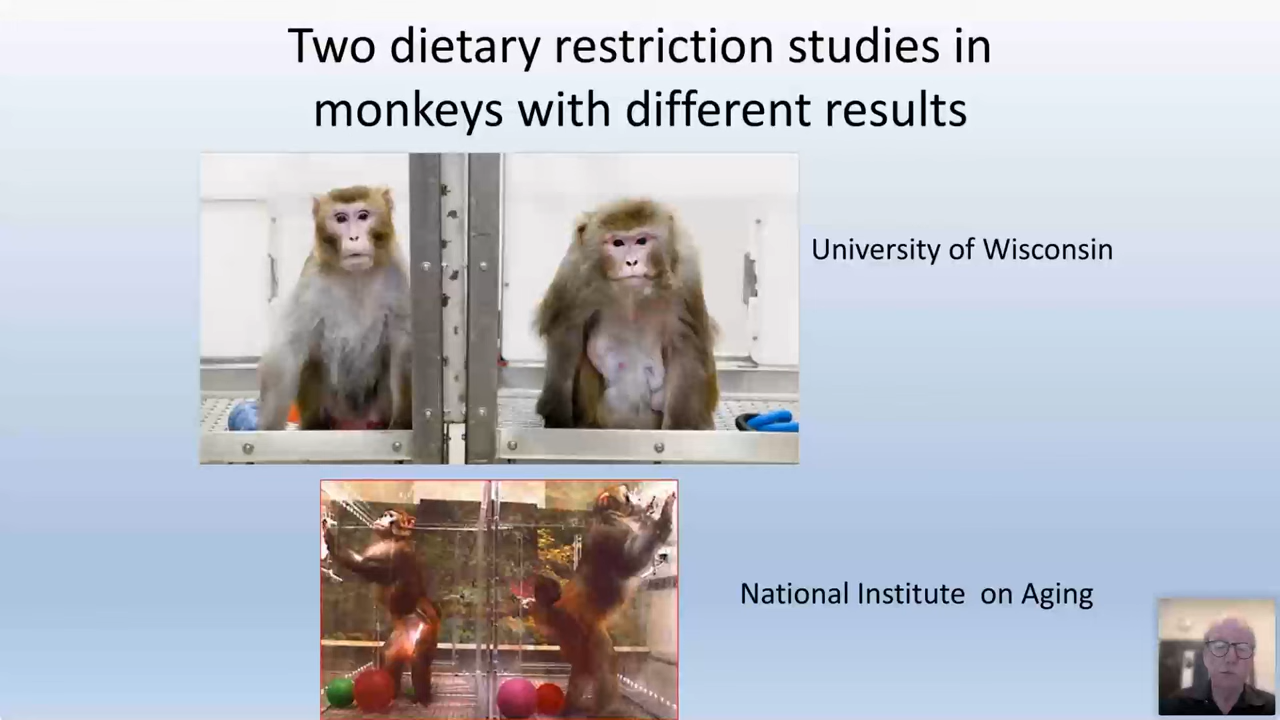 Two dietary restriction studies in
monkeys with different results
University of Wisconsin
National Institute  on Aging